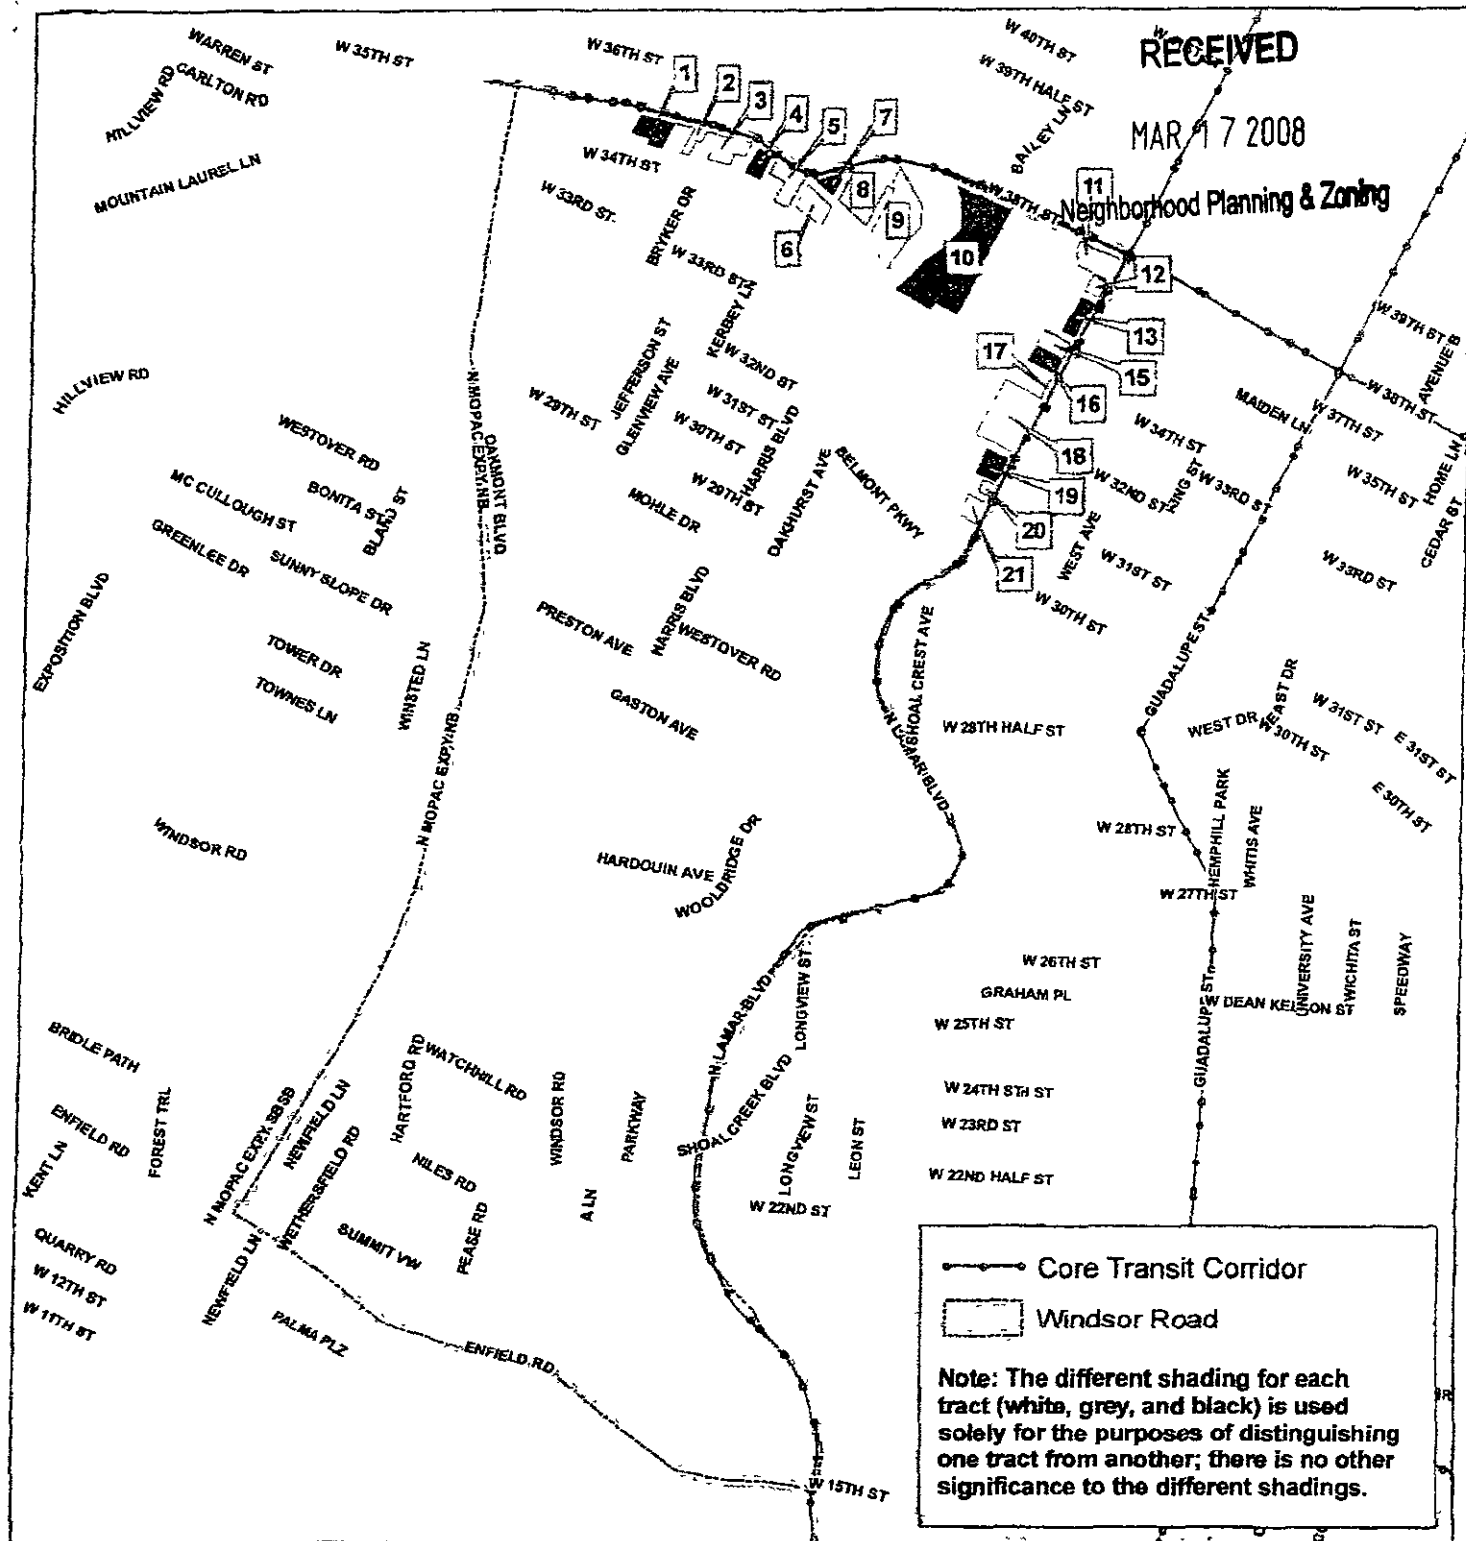 WARREN ST
CARLTON RD
HILLVIEW RD
W 35TH ST
W 36TH ST
MOUNTAIN LAUREL LN
W 34TH ST
W 33RD ST
BRYKER DR
W 33RD ST
KERBEY LN
1
2
3
4
5
6
7
8
9
10
11
12
13
15
16
17
18
19
20
21
W 40TH ST
W 39TH HALF ST
BAILEY LN
W 38TH ST
RECEIVED
MAR 17 2008
Neighborhood Planning & Zoning
W 39TH ST
AVENUE B
W 38TH ST
W 37TH ST
MAIDEN LN
W 35TH ST
HOME LN
CEDAR ST
W 34TH ST
W 33RD ST
KING ST
W 32ND ST
W 33RD ST
WEST AVE
W 31ST ST
W 30TH ST
HILLVIEW RD
WESTOVER RD
MC CULLOUGH ST
BONITA ST
BLAND ST
GREENLEE DR
SUNNY SLOPE DR
EXPOSITION BLVD
TOWER DR
TOWNES LN
WINSTED LN
N MOPAC EXPY NB
OAKMONT BLVD
N MOPAC EXPY NB
JEFFERSON ST
GLENVIEW AVE
W 29TH ST
W 32ND ST
W 31ST ST
W 30TH ST
HARRIS BLVD
W 29TH ST
MOHLE DR
OAKHURST AVE
BELMONT PKWY
PRESTON AVE
HARRIS BLVD
WESTOVER RD
GASTON AVE
SHOAL CREST AVE
N LAMAR BLVD
W 28TH HALF ST
GUADALUPE ST
WEST DR
EAST DR
W 30TH ST
W 31ST ST
E 31ST ST
E 30TH ST
W 28TH ST
HEMPHILL PARK
WHITIS AVE
W 27TH ST
WINDSOR RD
HARDOUIN AVE
WOOLDRIDGE DR
W 26TH ST
GRAHAM PL
W 25TH ST
UNIVERSITY AVE
WICHITA ST
SPEEDWAY
W DEAN KEETON ST
GUADALUPE ST
N LAMAR BLVD
LONGVIEW ST
SHOAL CREEK BLVD
LONGVIEW ST
LEON ST
W 24TH STH ST
W 23RD ST
W 22ND HALF ST
W 22ND ST
BRIDLE PATH
ENFIELD RD
KENT LN
FOREST TRL
N MOPAC EXPY SB SB
NEWFIELD LN
HARTFORD RD
WATCHHILL RD
WINDSOR RD
PARKWAY
WETHERSFIELD RD
NILES RD
A LN
PEASE RD
SUMMIT VW
QUARRY RD
W 12TH ST
W 11TH ST
NEWFIELD LN
PALMA PLZ
ENFIELD RD
W 15TH ST
Core Transit Corridor
Windsor Road
Note: The different shading for each
tract (white, grey, and black) is used
solely for the purposes of distinguishing
one tract from another; there is no other
significance to the different shadings.